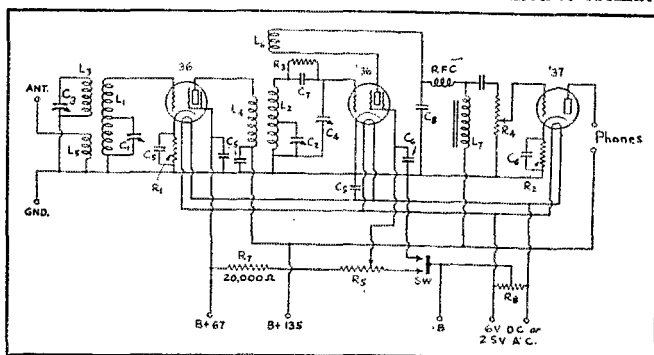 L6
R3
'36
L3
C3
L1
L4
L2
C7
'36
RFC
'37
ANT.
C4
C8
R4
Phones
L5
C1
C5
R1
C5
C2
C5
C6
L7
C6
R2
GND.
R7
20,000Ω
R5
SW
R8
B+67
B+135
-B
6V DC or
2.5V A.C.